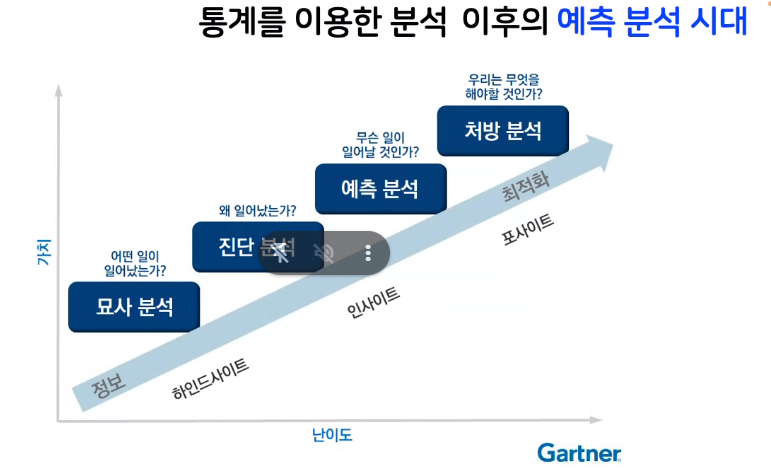 통계를 이용한 분석 이후의 예측 분석 시대
우리는 무엇을
해야할 것인가?
처방 분석
무슨 일이
일어날 것인가?
예측 분석
최적화
왜 일어났는가?
진단 분석
포사이트
가치
어떤 일이
일어났는가?
묘사 분석
인사이트
정보
하인드사이트
난이도
Gartner